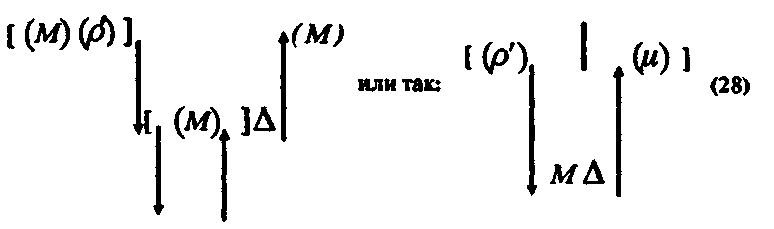 [ (M) (ρ́) ] (M) или так: [ (ρ′) (μ) ] (28)
[ (M) ] Δ M Δ